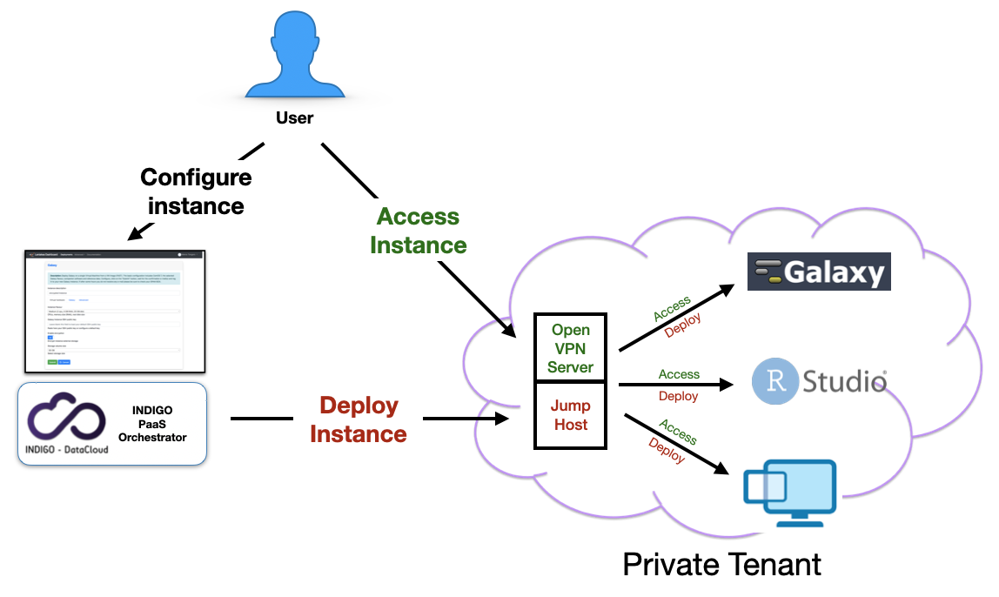 User
Configure
instance
Access
Instance
Galaxy
Open
VPN
Server
Jump
Host
Access
Deploy
R Studio®
Access
Deploy
Access
Deploy
Deploy
Instance
INDIGO
PaaS
Orchestrator
INDIGO - DataCloud
Private Tenant